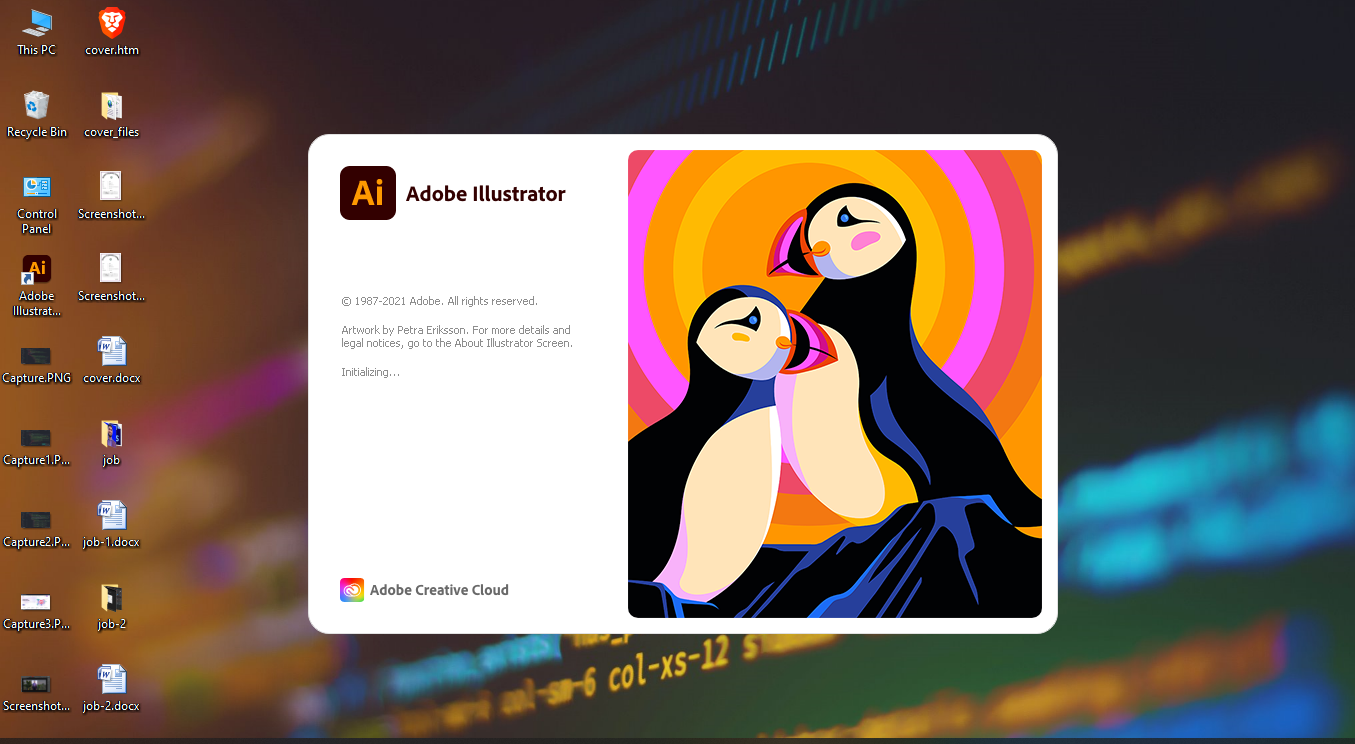 This PC
cover.htm
Recycle Bin
cover_files
Control
Panel
Screenshot...
Ai
Adobe
Illustrat...
Screenshot...
Capture.PNG
cover.docx
Capture1.P...
job
Capture2.P...
job-1.docx
Capture3.P...
job-2
Screenshot...
job-2.docx
Ai
Adobe Illustrator
© 1987-2021 Adobe. All rights reserved.
Artwork by Petra Eriksson. For more details and
legal notices, go to the About Illustrator Screen.
Initializing...
Adobe Creative Cloud
col-sm-6 col-xs-12